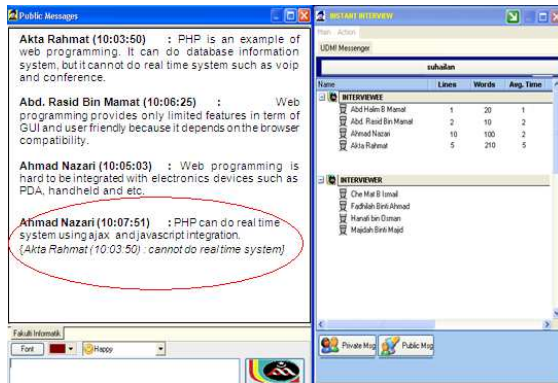 Public Messages
Akta Rahmat (10:03:50) : PHP is an example of
web programming. It can do database information
system, but it cannot do real time system such as voip
and conference.
Abd. Rasid Bin Mamat (10:06:25) : Web
programming provides only limited features in term of
GUI and user friendly because it depends on the browser
compatibility.
Ahmad Nazari (10:05:03) : Web programming is
hard to be integrated with electronics devices such as
PDA, handheld and etc.
Ahmad Nazari (10:07:51) : PHP can do real time
system using ajax and javascript integration.
{Akta Rahmat (10:03:50) : cannot do real time system}
Fakulti Informatik
Font
Happy
INSTANT INTERVIEW
Main Action
UDMI Messenger
suhailan
Name Lines Words Avg. Time
INTERVIEWEE
Abd Halim B Mamat 1 20 1
Abd. Rasid Bin Mamat 2 10 2
Ahmad Nazari 10 100 2
Akta Rahmat 5 210 5
INTERVIEWER
Che Mat B Ismail
Fadhilah Binti Ahmad
Hanafi bin Osman
Majidah Binti Majid
Private Msg
Public Msg